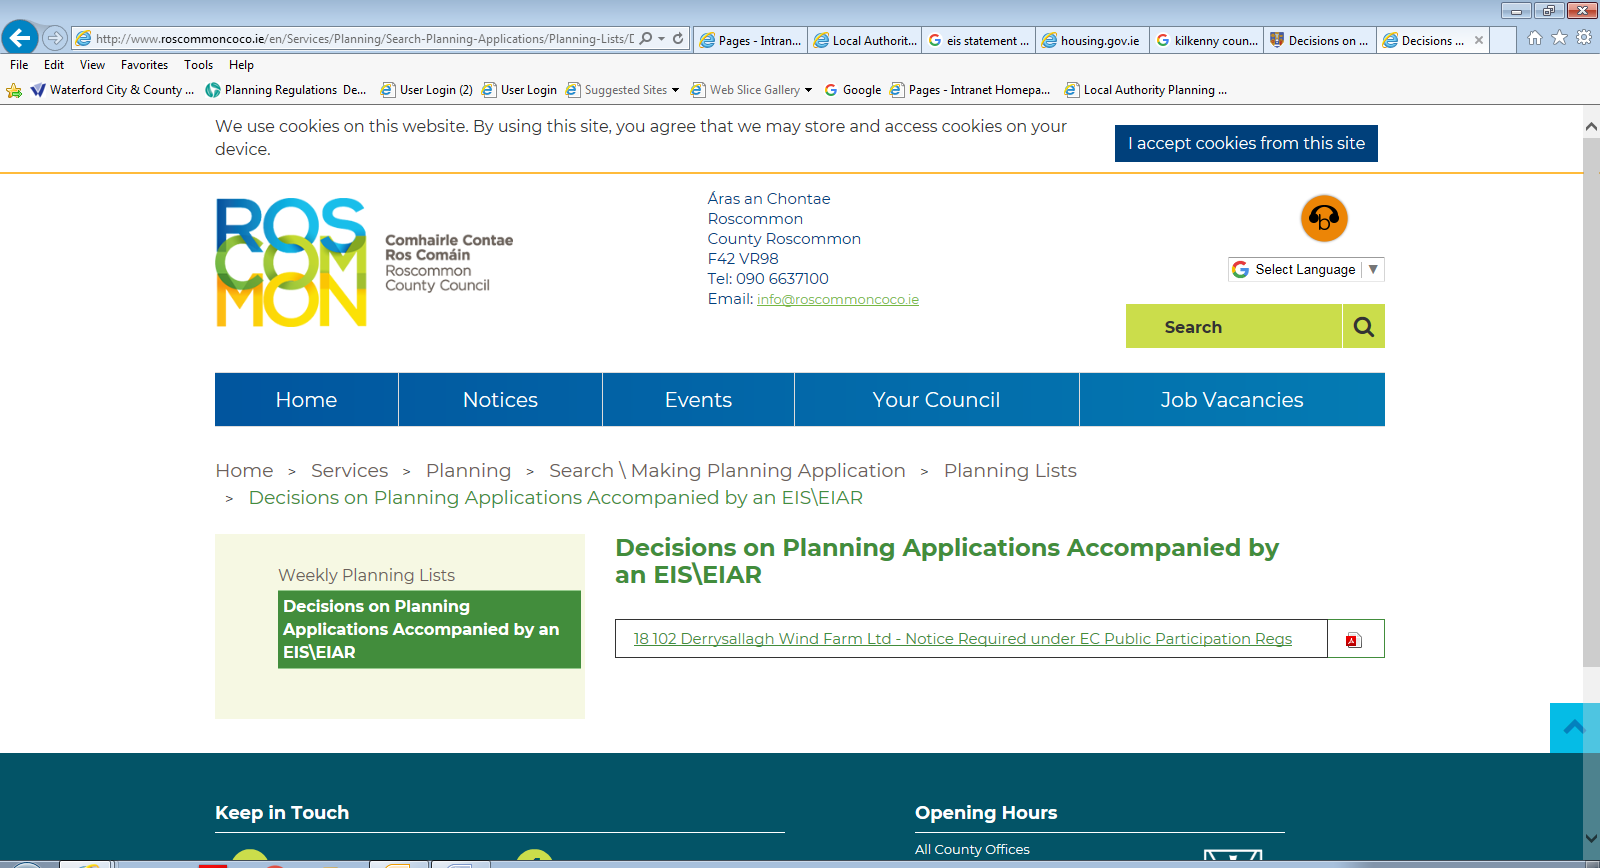 http://www.roscommoncoco.ie/en/Services/Planning/Search-Planning-Applications/Planning-Lists/D
Pages - Intran...
Local Authorit...
eis statement ...
housing.gov.ie
kilkenny coun...
Decisions on ...
Decisions ...
File Edit View Favorites Tools Help
Waterford City & County ...
Planning Regulations De...
User Login (2)
User Login
Suggested Sites
Web Slice Gallery
Google
Pages - Intranet Homepa...
Local Authority Planning ...
We use cookies on this website. By using this site, you agree that we may store and access cookies on your
device.
I accept cookies from this site
ROS
COM
MON
Comhairle Contae
Ros Comáin
Roscommon
County Council
Áras an Chontae
Roscommon
County Roscommon
F42 VR98
Tel: 090 6637100
Email: info@roscommoncoco.ie
b
Select Language
Search
Home
Notices
Events
Your Council
Job Vacancies
Home > Services > Planning > Search \ Making Planning Application > Planning Lists
> Decisions on Planning Applications Accompanied by an EIS\EIAR
Weekly Planning Lists
Decisions on Planning
Applications Accompanied by an
EIS\EIAR
Decisions on Planning Applications Accompanied by
an EIS\EIAR
18 102 Derrysallagh Wind Farm Ltd - Notice Required under EC Public Participation Regs
Keep in Touch
Opening Hours
All County Offices